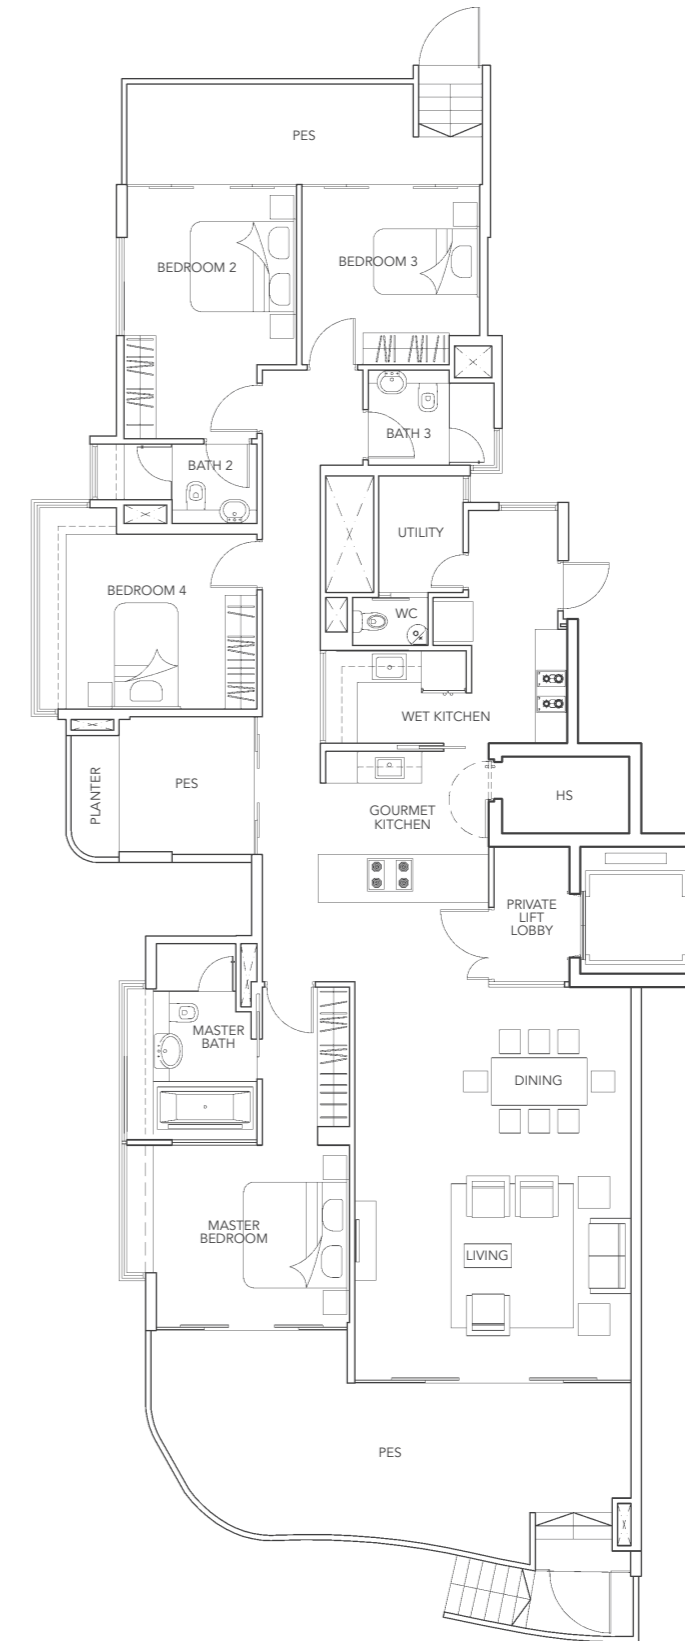 PES
BEDROOM 2
BEDROOM 3
BATH 3
BATH 2
UTILITY
BEDROOM 4
WC
WET KITCHEN
PLANTER
PES
HS
GOURMET
KITCHEN
PRIVATE
LIFT
LOBBY
MASTER
BATH
DINING
MASTER
BEDROOM
LIVING
PES